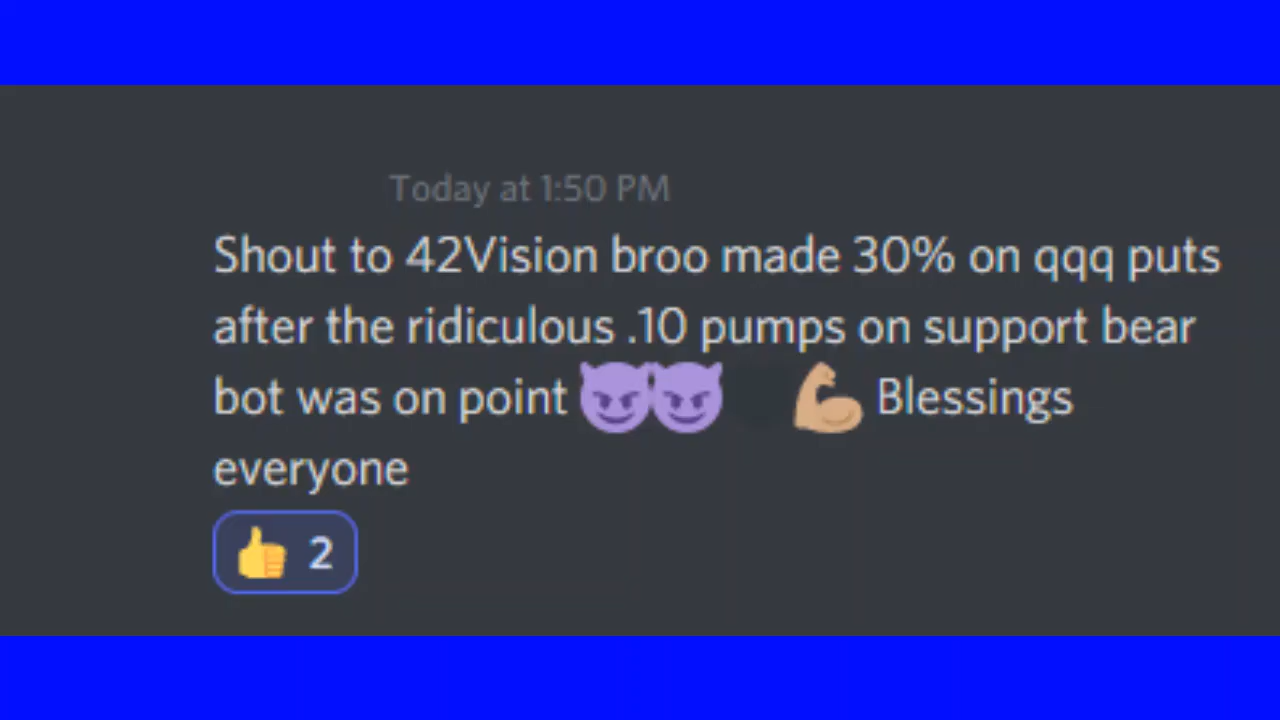 Today at 1:50 PM
Shout to 42Vision broo made 30% on qqq puts
after the ridiculous .10 pumps on support bear
bot was on point 😈😈 💪🏼 Blessings
everyone
👍 2